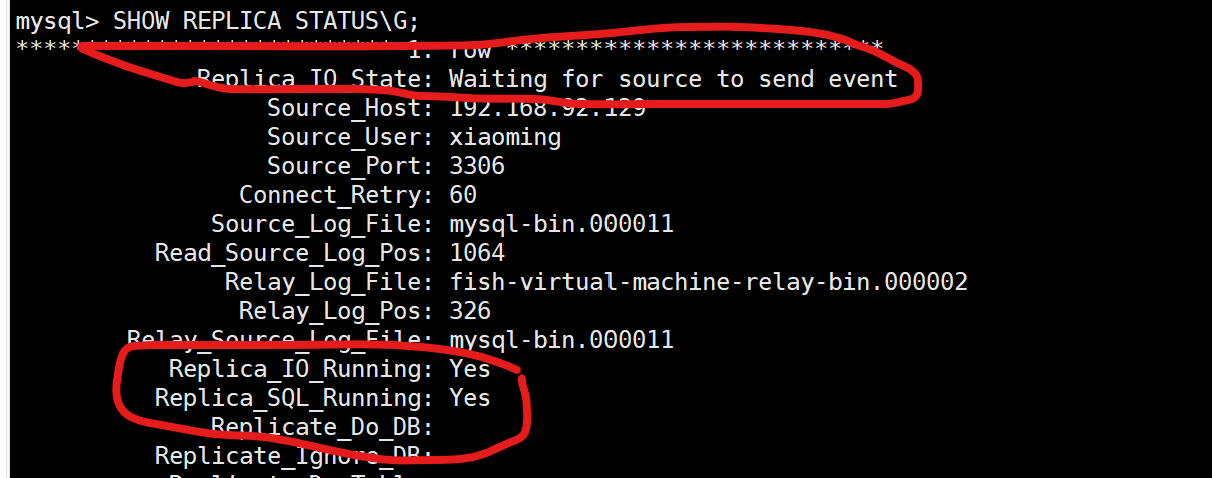 mysql> SHOW REPLICA STATUS\G;
*************************** 1. row ***************************
Replica_IO_State: Waiting for source to send event
Source_Host: 192.168.92.129
Source_User: xiaoming
Source_Port: 3306
Connect_Retry: 60
Source_Log_File: mysql-bin.000011
Read_Source_Log_Pos: 1064
Relay_Log_File: fish-virtual-machine-relay-bin.000002
Relay_Log_Pos: 326
Relay_Source_Log_File: mysql-bin.000011
Replica_IO_Running: Yes
Replica_SQL_Running: Yes
Replicate_Do_DB:
Replicate_Ignore_DB: